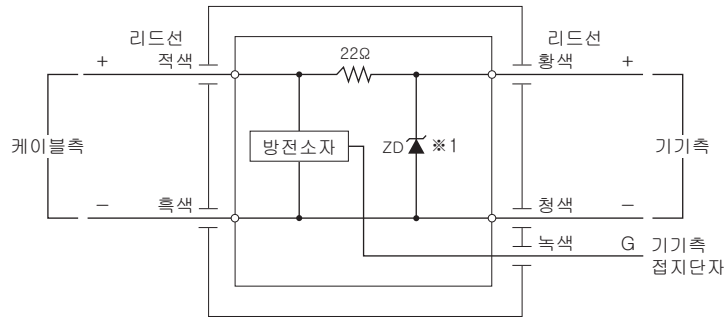 리드선
적색
22Ω
리드선
황색
+
+
케이블측
방전소자
ZD
※1
기기측
−
흑색
청색
−
녹색
G
기기측
접지단자